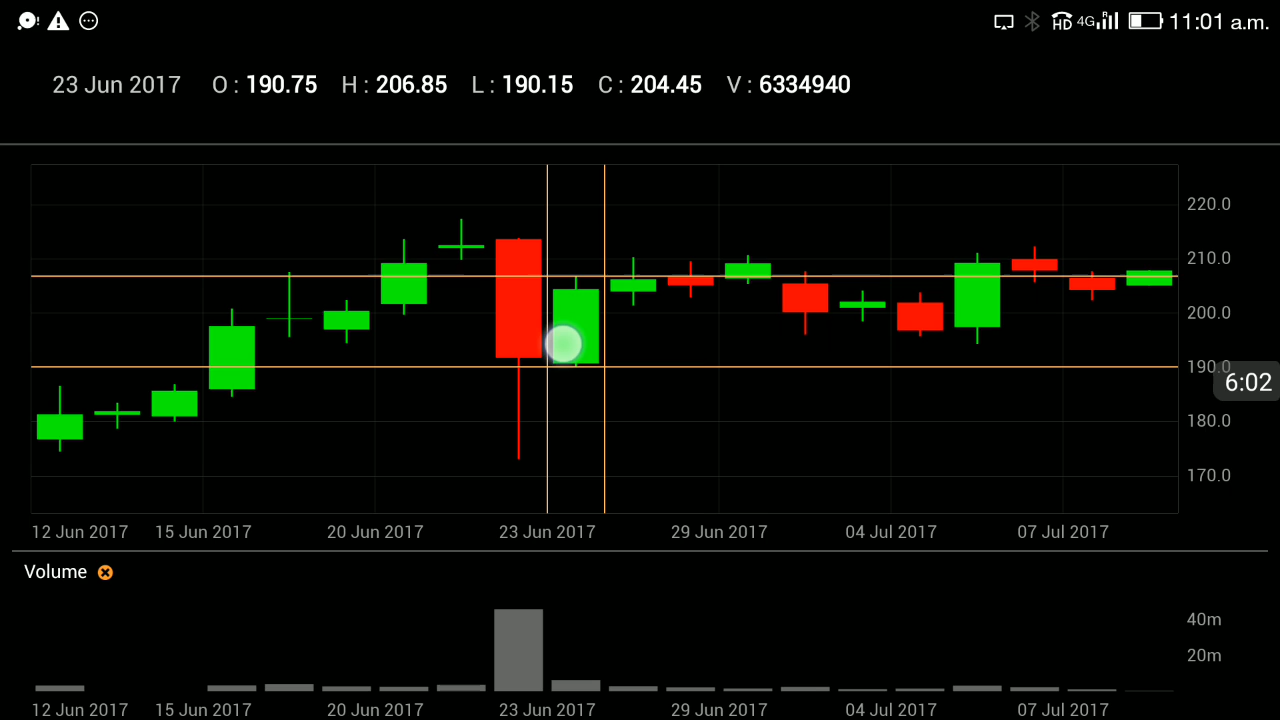 HD 4G R 11:01 a.m.
23 Jun 2017 O : 190.75 H : 206.85 L : 190.15 C : 204.45 V : 6334940
220.0
210.0
200.0
190.0
6:02
180.0
170.0
12 Jun 2017 15 Jun 2017 20 Jun 2017 23 Jun 2017 29 Jun 2017 04 Jul 2017 07 Jul 2017
Volume
40m
20m
12 Jun 2017 15 Jun 2017 20 Jun 2017 23 Jun 2017 29 Jun 2017 04 Jul 2017 07 Jul 2017